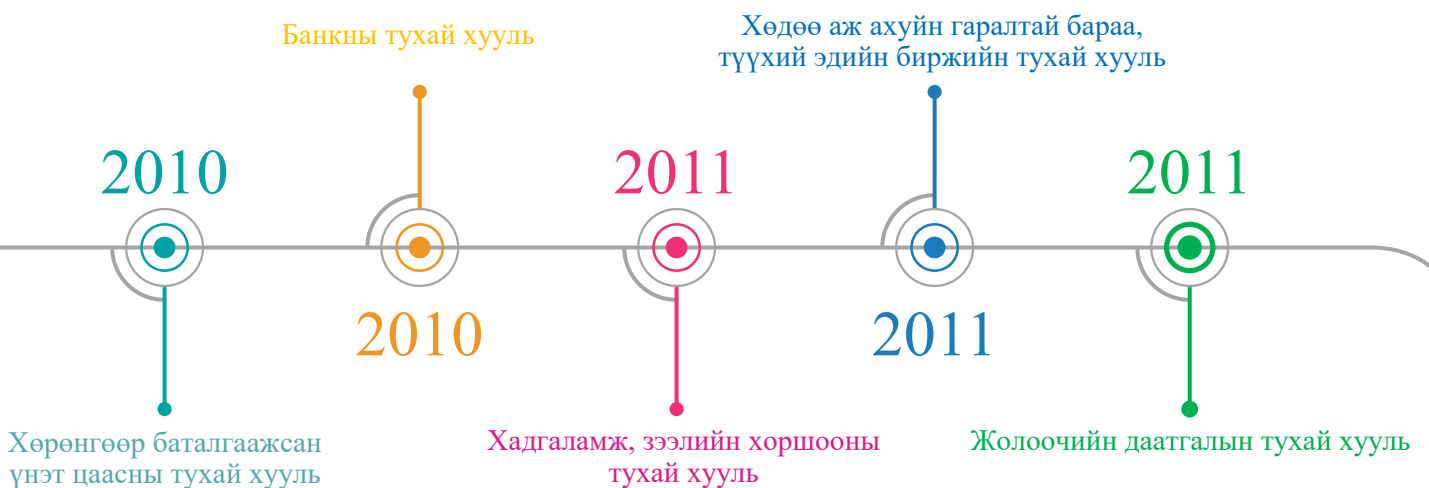 Банкны тухай хууль
Хөдөө аж ахуйн гаралтай бараа,
түүхий эдийн биржийн тухай хууль
2010
2011
2011
2010
2011
Хөрөнгөөр баталгаажсан
үнэт цаасны тухай хууль
Хадгаламж, зээлийн хоршооны
тухай хууль
Жолоочийн даатгалын тухай хууль